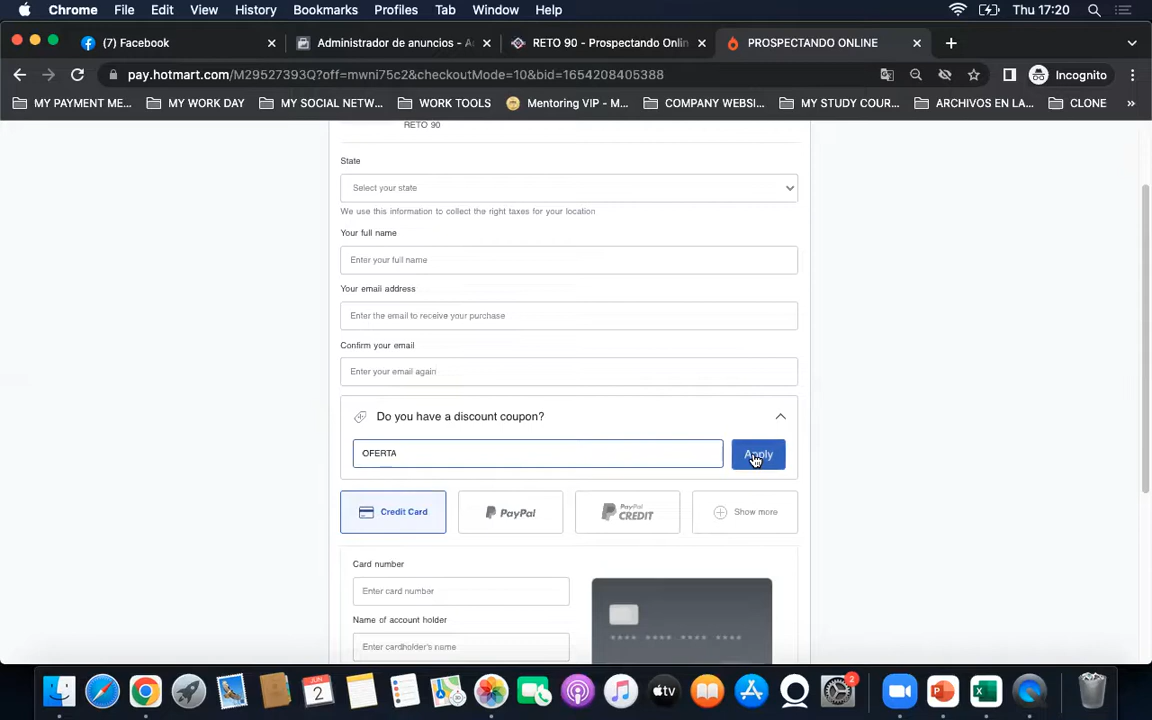 Chrome File Edit View History Bookmarks Profiles Tab Window Help Thu 17:20
(7) Facebook Administrador de anuncios - A RETO 90 - Prospectando Onlin PROSPECTANDO ONLINE
pay.hotmart.com/M29527393Q?off=mwni75c2&checkoutMode=10&bid=1654208405388 Incognito
MY PAYMENT ME... MY WORK DAY MY SOCIAL NETW... WORK TOOLS Mentoring VIP - M... COMPANY WEBSI... MY STUDY COUR... ARCHIVOS EN LA... CLONE
RETO 90
State
Select your state
We use this information to collect the right taxes for your location
Your full name
Enter your full name
Your email address
Enter the email to receive your purchase
Confirm your email
Enter your email again
Do you have a discount coupon?
OFERTA Apply
Credit Card PayPal PayPal CREDIT Show more
Card number
Enter card number
Name of account holder
Enter cardholder's name
JUN 2 tv 2